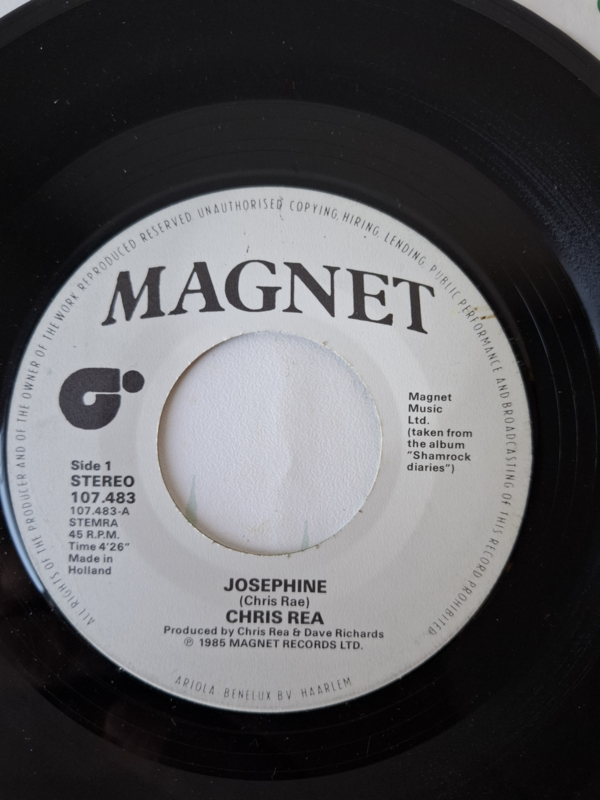 ALL RIGHTS OF THE PRODUCER AND OF THE OWNER OF THE WORK REPRODUCED RESERVED. UNAUTHORISED COPYING, HIRING, LENDING, PUBLIC PERFORMANCE AND BROADCASTING OF THIS RECORD PROHIBITED
MAGNET
Magnet
Music
Ltd.
(taken from
the album
"Shamrock
diaries")
Side 1
STEREO
107.483
107.483-A
STEMRA
45 R.P.M.
Time 4'26"
Made in
Holland
JOSEPHINE
(Chris Rae)
CHRIS REA
Produced by Chris Rea & Dave Richards
℗ 1985 MAGNET RECORDS LTD.
ARIOLA BENELUX B.V. HAARLEM